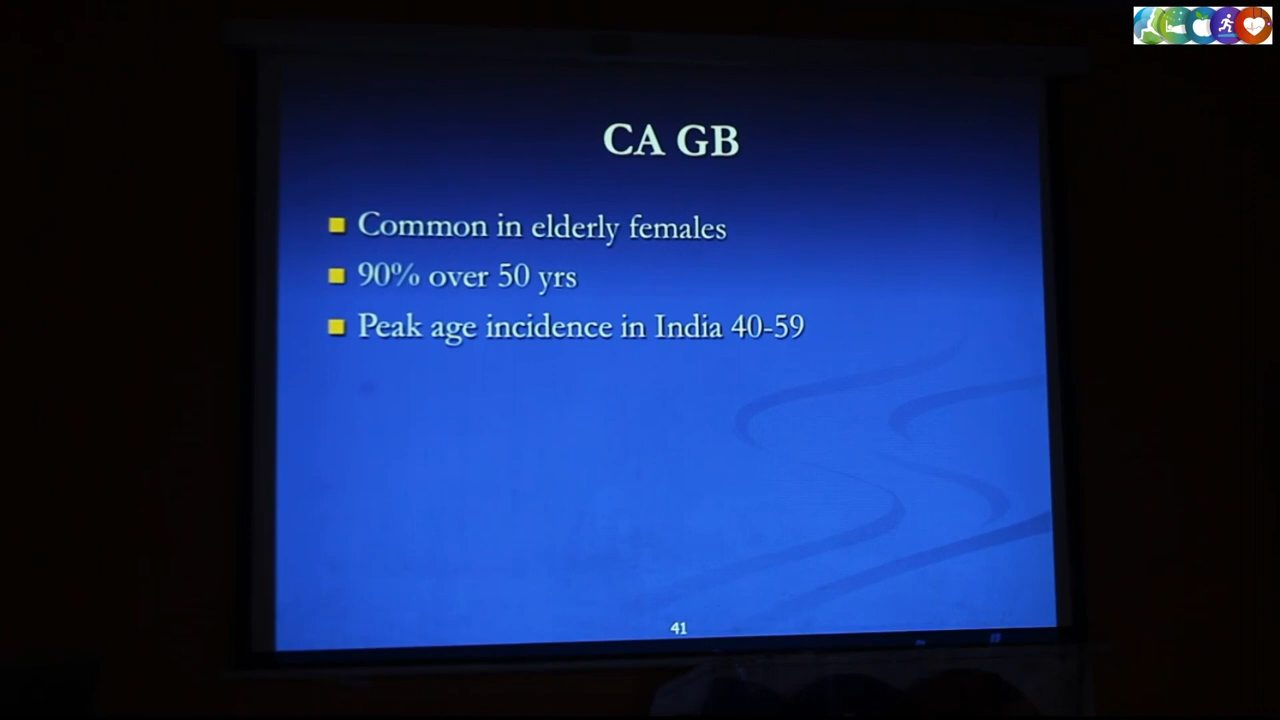 CA GB
Common in elderly females
90% over 50 yrs
Peak age incidence in India 40-59
41